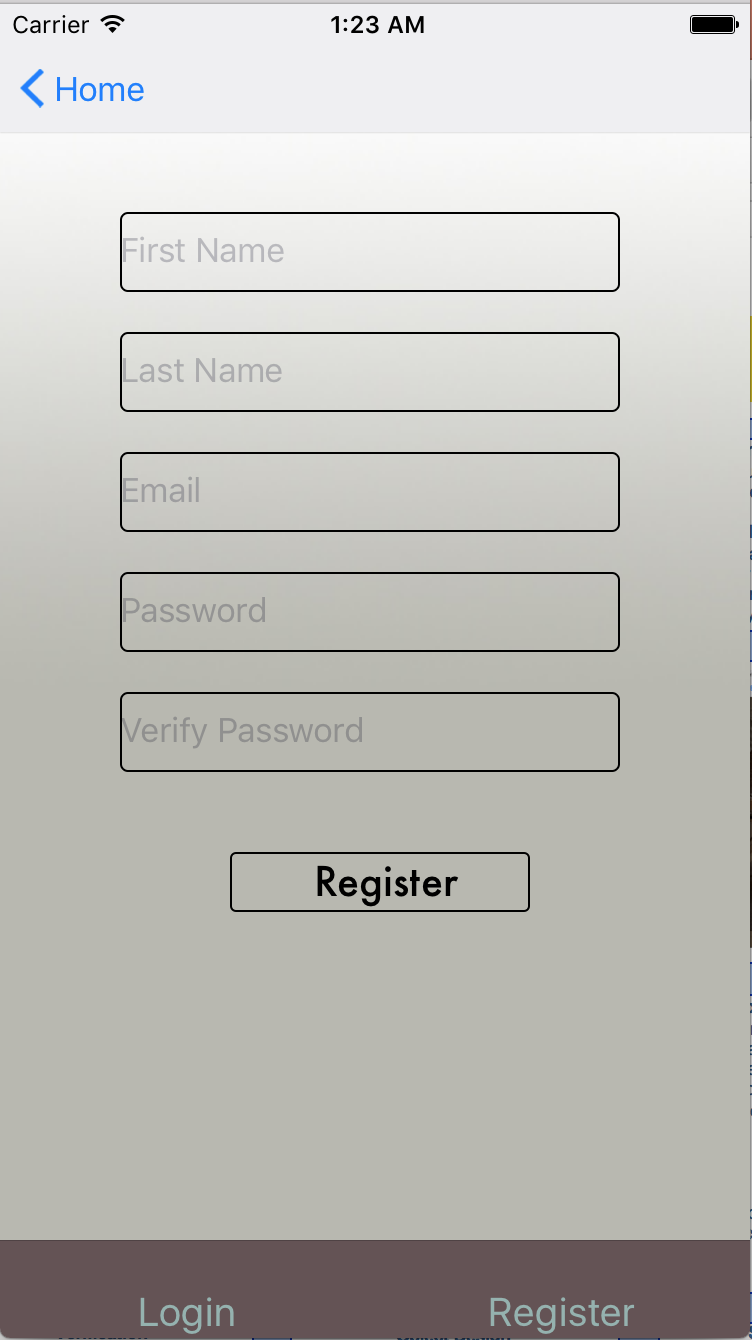 Carrier 1:23 AM
Home
First Name
Last Name
Email
Password
Verify Password
Register
Login Register